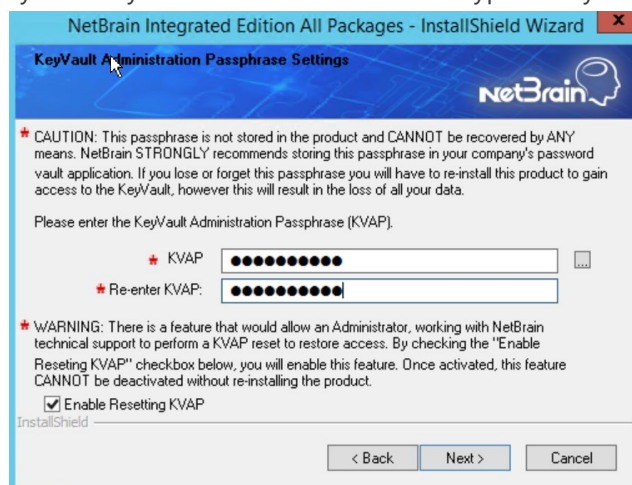 NetBrain Integrated Edition All Packages - InstallShield Wizard
x
KeyVault Administration Passphrase Settings
NetBrain
* CAUTION: This passphrase is not stored in the product and CANNOT be recovered by ANY
means. NetBrain STRONGLY recommends storing this passphrase in your company's password
vault application. If you lose or forget this passphrase you will have to re-install this product to gain
access to the KeyVault, however this will result in the loss of all your data.
Please enter the KeyVault Administration Passphrase (KVAP).
* KVAP ●●●●●●●●●● ...
* Re-enter KVAP: ●●●●●●●●●●
* WARNING: There is a feature that would allow an Administrator, working with NetBrain
technical support to perform a KVAP reset to restore access. By checking the "Enable
Reseting KVAP" checkbox below, you will enable this feature. Once activated, this feature
CANNOT be deactivated without re-installing the product.
Enable Resetting KVAP
InstallShield
< Back Next > Cancel